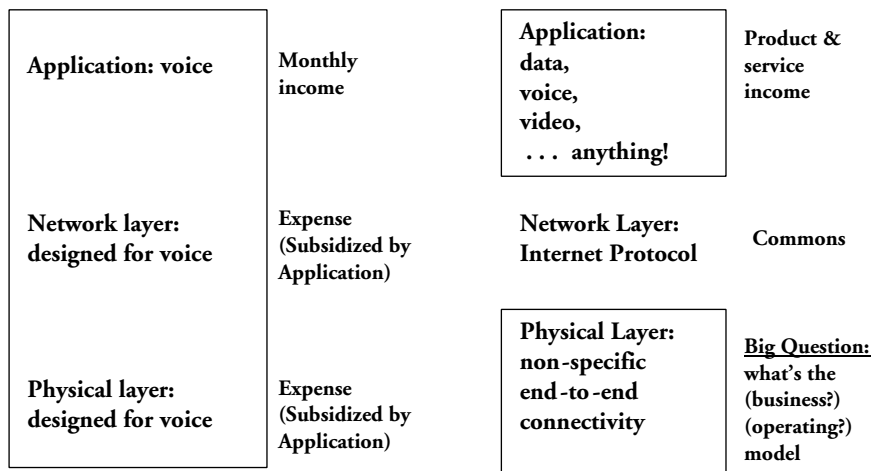 Application: voice
Monthly
income
Network layer:
designed for voice
Expense
(Subsidized by
Application)
Physical layer:
designed for voice
Expense
(Subsidized by
Application)
Application:
data,
voice,
video,
. . . anything!
Product &
service
income
Network Layer:
Internet Protocol
Commons
Physical Layer:
non-specific
end-to-end
connectivity
Big Question:
what's the
(business?)
(operating?)
model